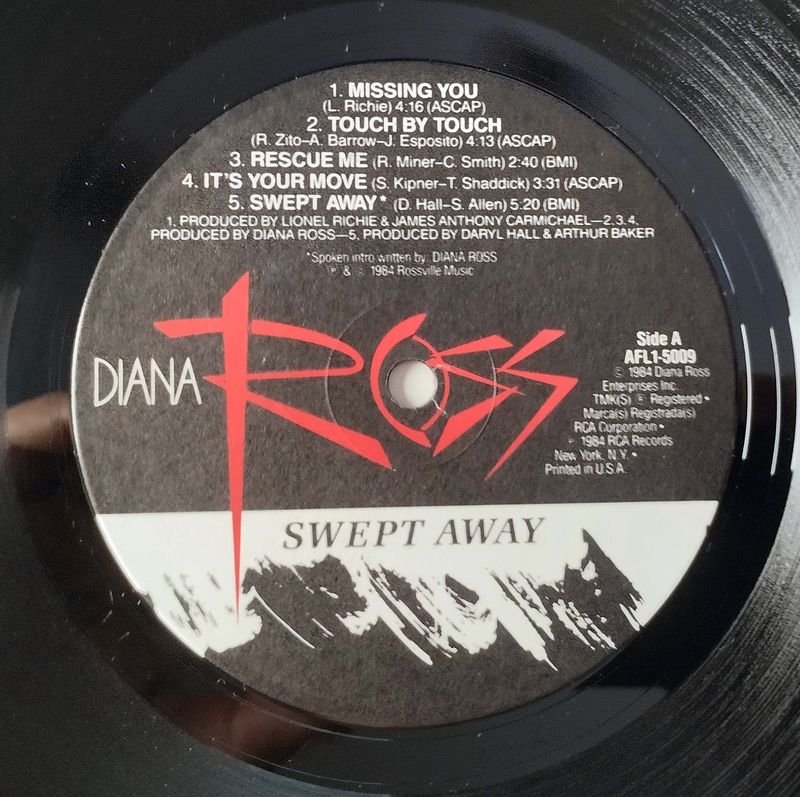 1. MISSING YOU
(L. Richie) 4:16 (ASCAP)
2. TOUCH BY TOUCH
(R. Zito–A. Barrow–J. Esposito) 4:13 (ASCAP)
3. RESCUE ME (R. Miner–C. Smith) 2:40 (BMI)
4. IT'S YOUR MOVE (S. Kipner–T. Shaddick) 3:31 (ASCAP)
5. SWEPT AWAY* (D. Hall–S. Allen) 5:20 (BMI)
1. PRODUCED BY LIONEL RICHIE & JAMES ANTHONY CARMICHAEL—2.3.4.
PRODUCED BY DIANA ROSS—5. PRODUCED BY DARYL HALL & ARTHUR BAKER
*Spoken intro written by: DIANA ROSS
℗ & © 1984 Rossville Music
DIANA ROSS
Side A
AFL1-5009
© 1984 Diana Ross
Enterprises Inc.
TMK(S) ® Registered •
Marca(s) Registrada(s)
RCA Corporation •
℗ 1984 RCA Records
New York, N.Y. •
Printed in U.S.A.
SWEPT AWAY